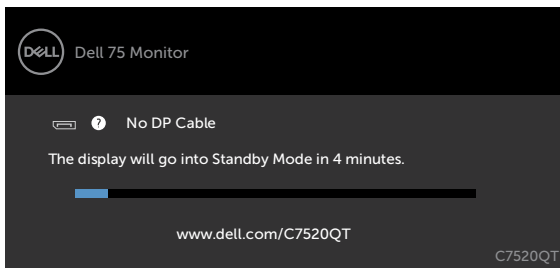 DELL Dell 75 Monitor
? No DP Cable
The display will go into Standby Mode in 4 minutes.
www.dell.com/C7520QT
C7520QT